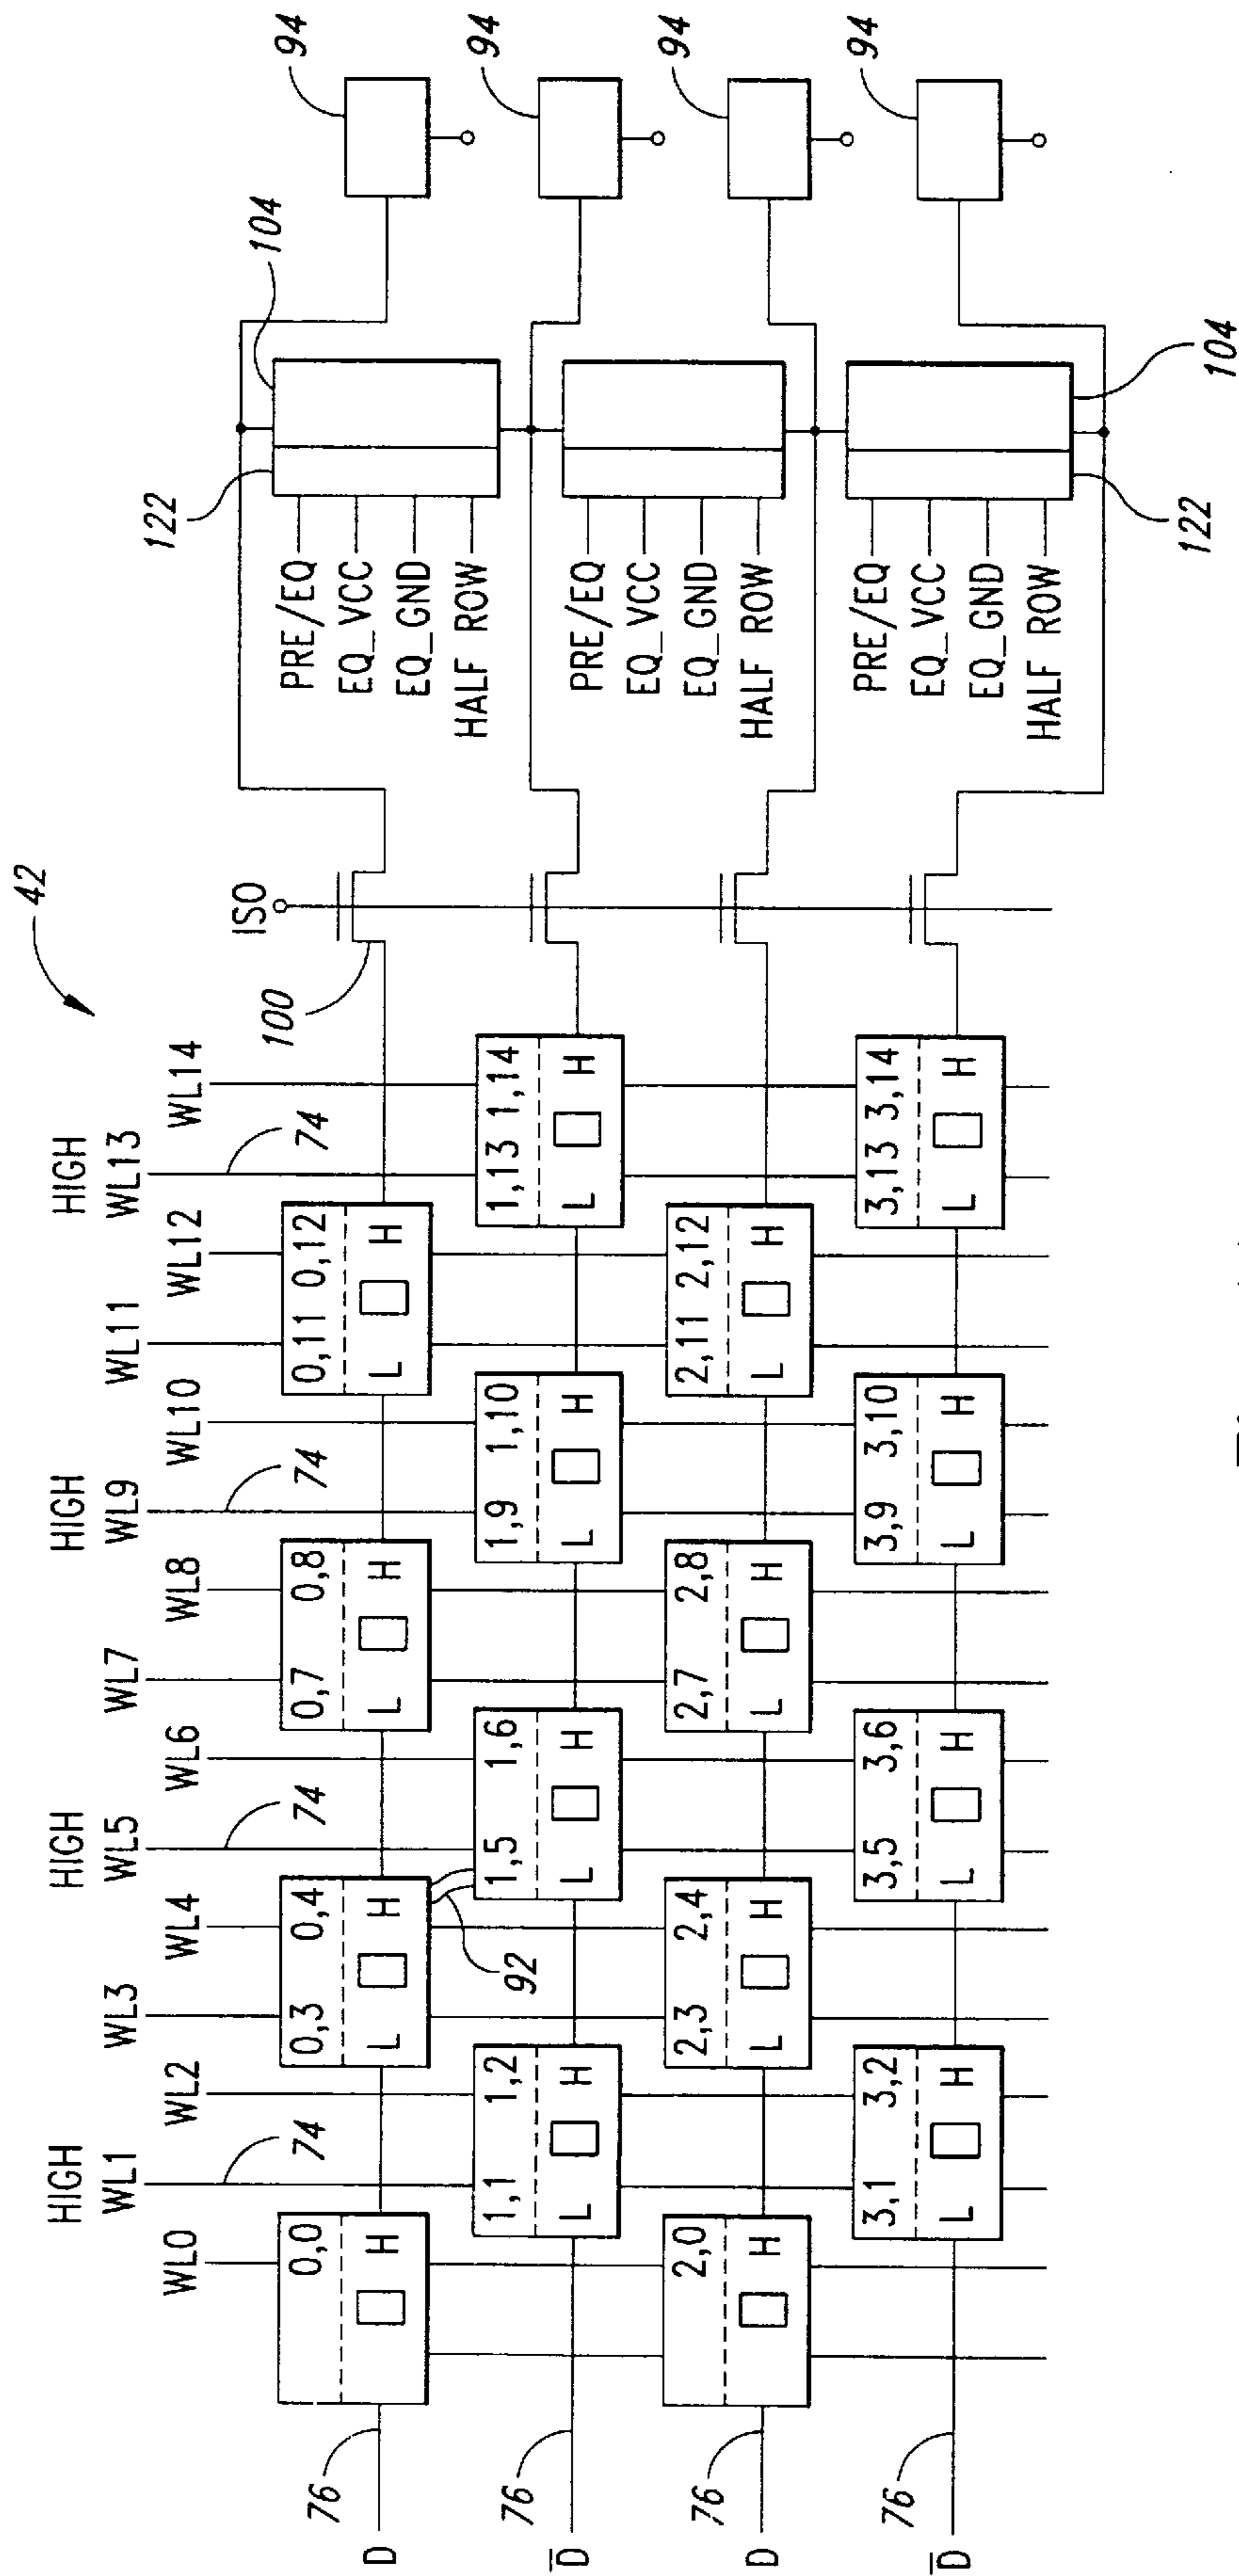 42
HIGH HIGH HIGH HIGH
WL0 WL1 WL2 WL3 WL4 WL5 WL6 WL7 WL8 WL9 WL10 WL11 WL12 WL13 WL14
74 74 74 74
ISO
100
122
104
94
76
D
0,0
H
0,3 0,4
L H
0,7 0,8
L H
0,11 0,12
L H
PRE/EQ
EQ_VCC
EQ_GND
HALF ROW
94
76
D̅
1,1 1,2
L H
92
1,5 1,6
L H
1,9 1,10
L H
1,13 1,14
L H
PRE/EQ
EQ_VCC
EQ_GND
HALF ROW
94
76
D
2,0
H
2,3 2,4
L H
2,7 2,8
L H
2,11 2,12
L H
PRE/EQ
EQ_VCC
EQ_GND
HALF ROW
94
76
D̅
3,1 3,2
L H
3,5 3,6
L H
3,9 3,10
L H
3,13 3,14
L H
122
104